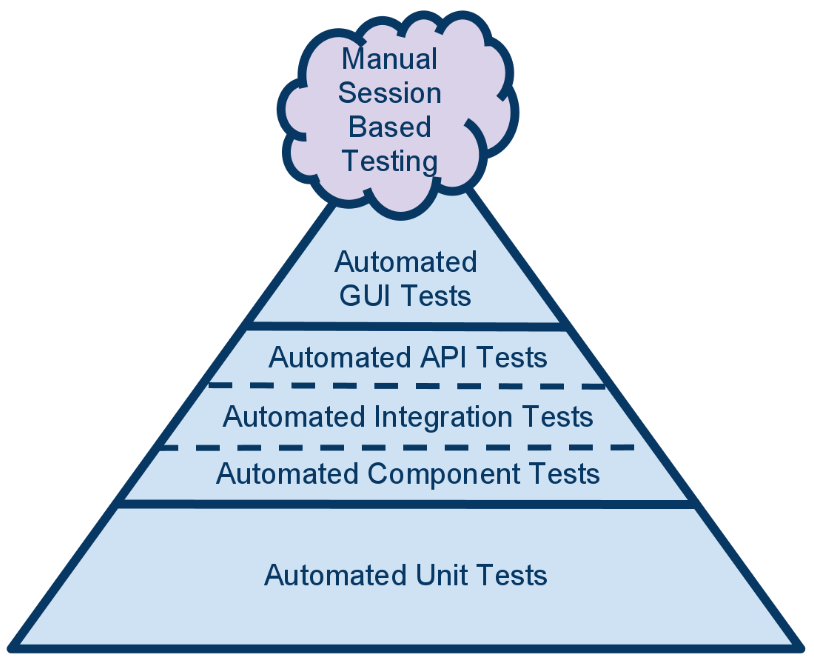 Manual
Session
Based
Testing
Automated
GUI Tests
Automated API Tests
Automated Integration Tests
Automated Component Tests
Automated Unit Tests